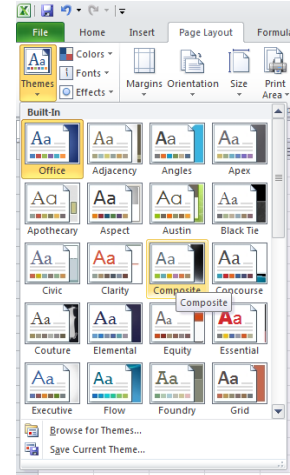 File Home Insert Page Layout Formula
Themes Colors Fonts Effects Margins Orientation Size Print Area
Built-In
Aa Aa Aa Aa
Office Adjacency Angles Apex
Aa Aa Aa Aa
Apothecary Aspect Austin Black Tie
Aa Aa Aa Aa
Civic Clarity Composite Concourse
Composite
Aa Aa Aa Aa
Couture Elemental Equity Essential
Aa Aa Aa Aa
Executive Flow Foundry Grid
Browse for Themes...
Save Current Theme...